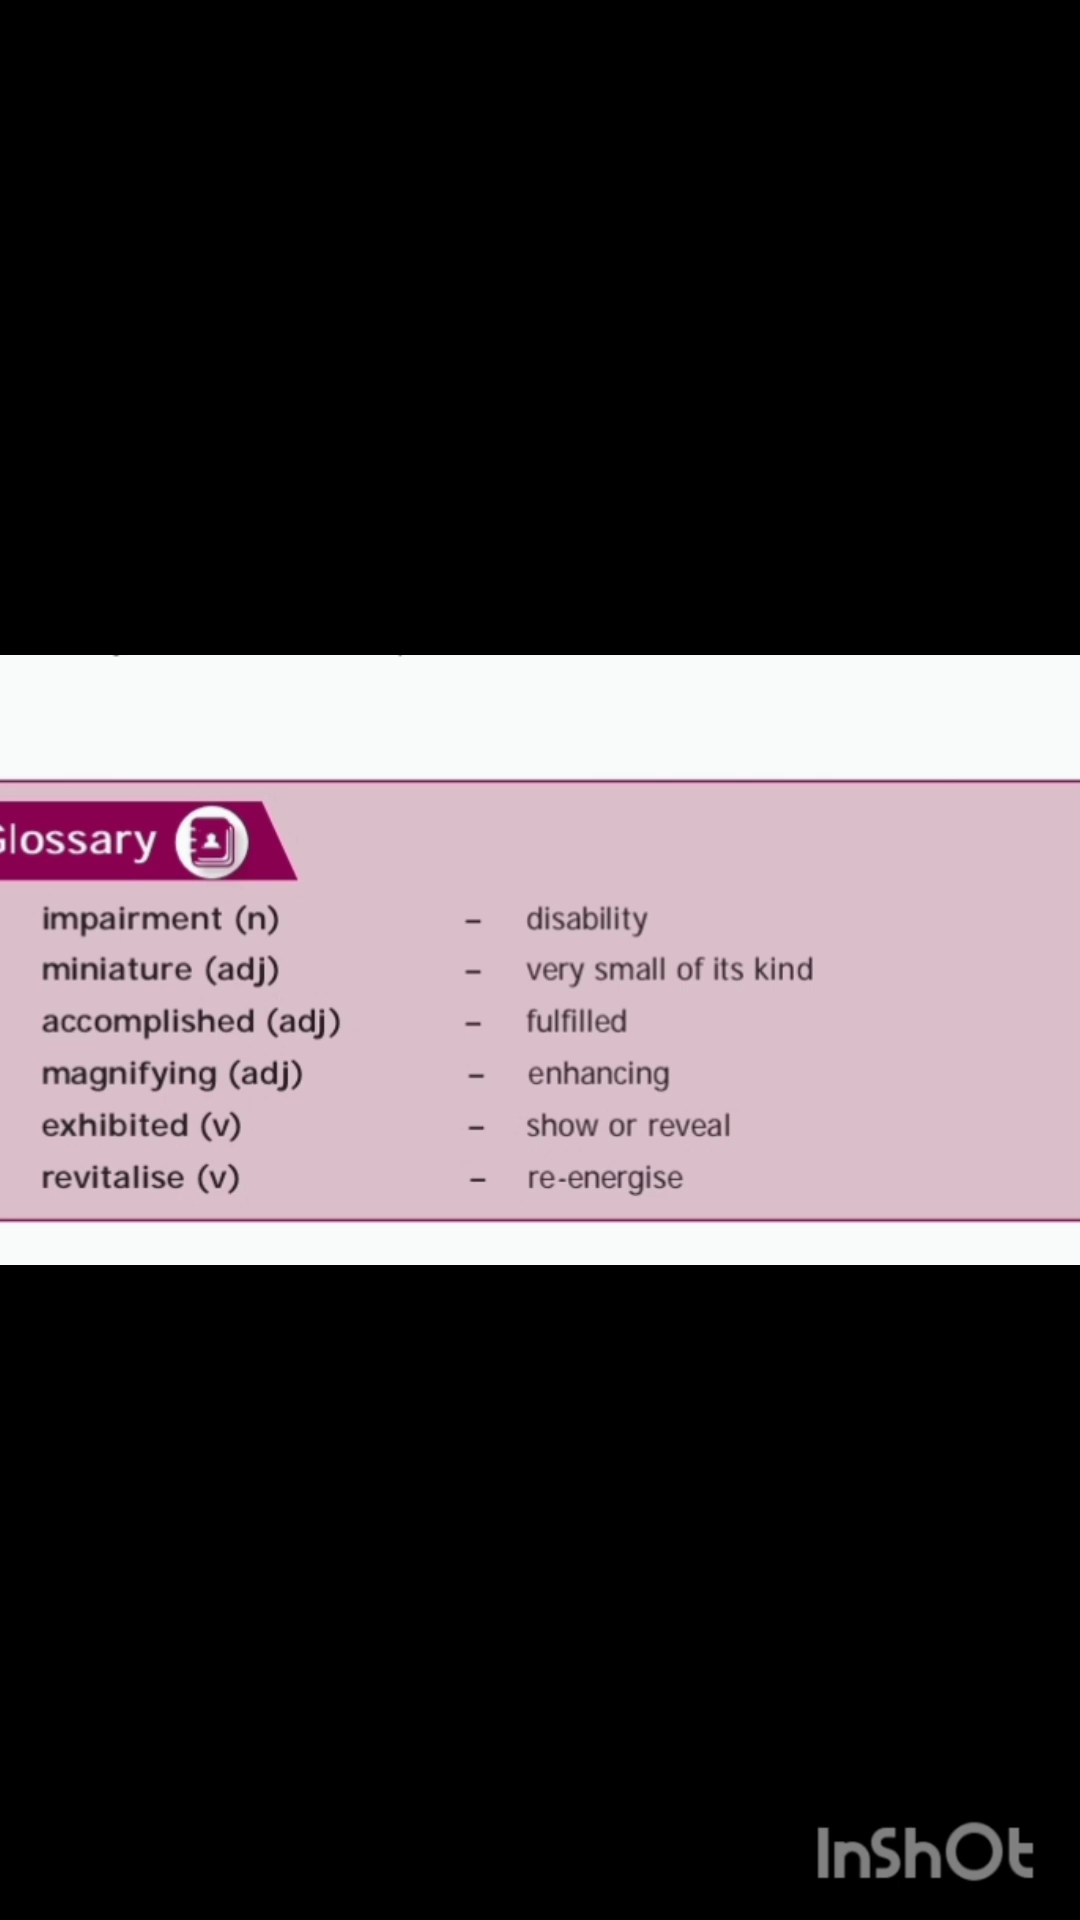 Glossary
impairment (n) – disability
miniature (adj) – very small of its kind
accomplished (adj) – fulfilled
magnifying (adj) – enhancing
exhibited (v) – show or reveal
revitalise (v) – re-energise
InShOt